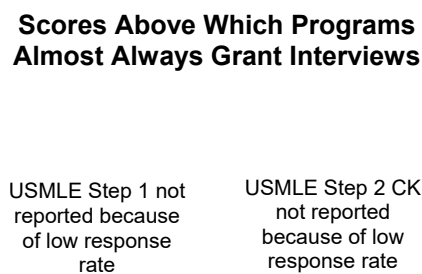 Scores Above Which Programs
Almost Always Grant Interviews
USMLE Step 1 not
reported because
of low response
rate
USMLE Step 2 CK
not reported
because of low
response rate